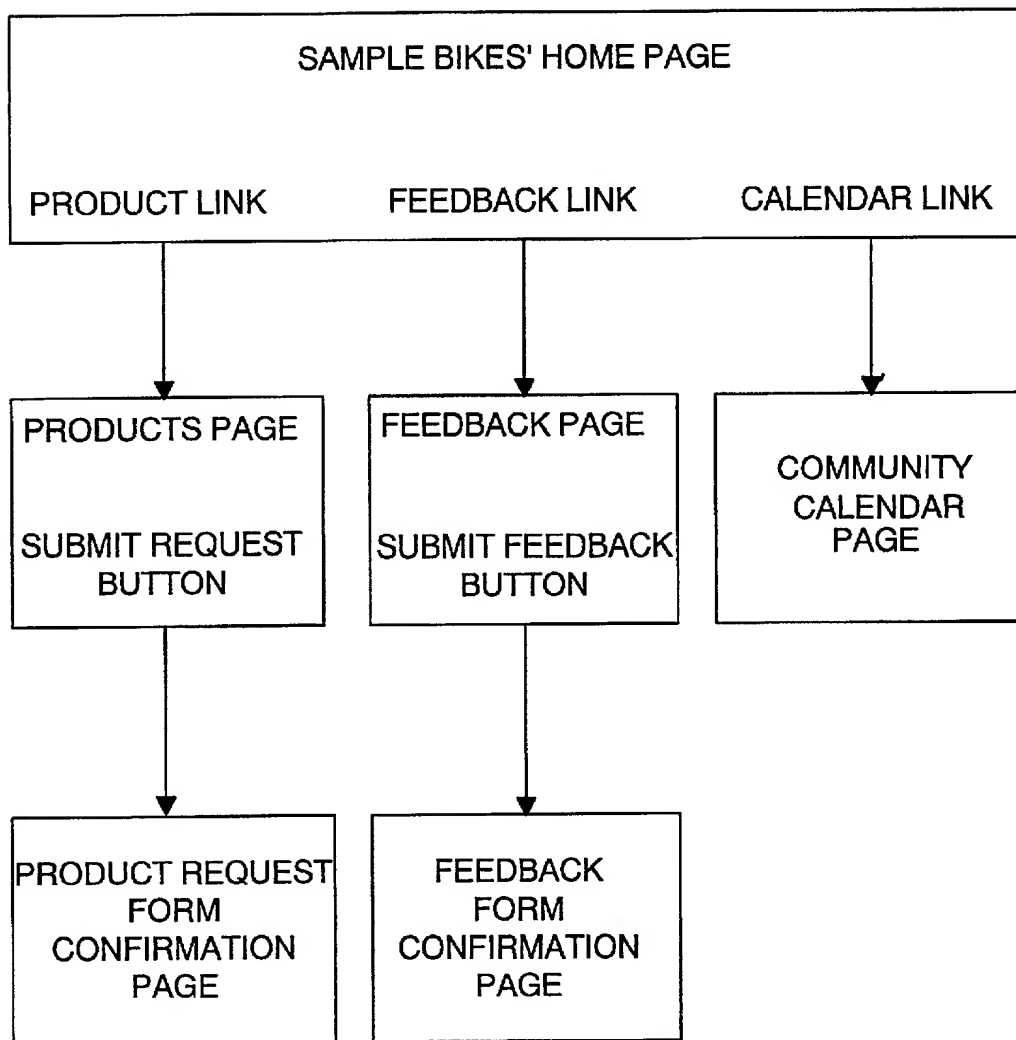 SAMPLE BIKES' HOME PAGE
PRODUCT LINK
FEEDBACK LINK
CALENDAR LINK
PRODUCTS PAGE
SUBMIT REQUEST
BUTTON
FEEDBACK PAGE
SUBMIT FEEDBACK
BUTTON
COMMUNITY
CALENDAR
PAGE
PRODUCT REQUEST
FORM
CONFIRMATION
PAGE
FEEDBACK
FORM
CONFIRMATION
PAGE